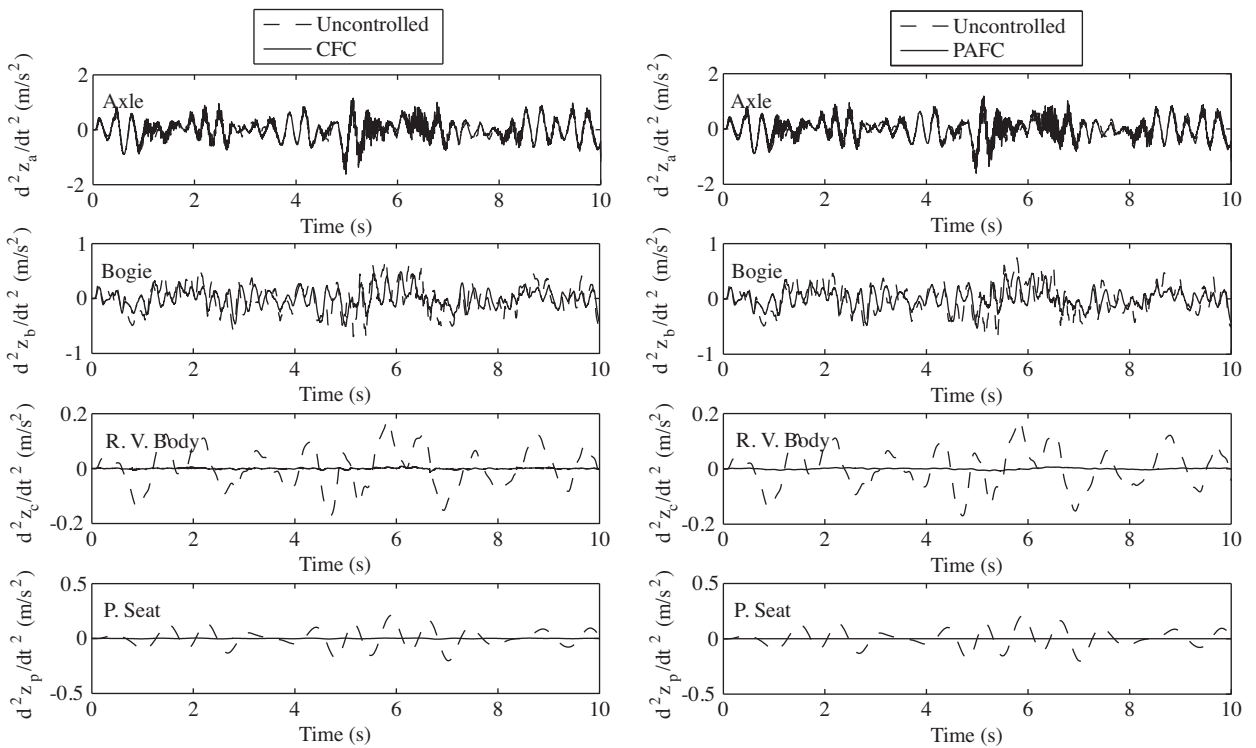 Uncontrolled
CFC
2
0
-2
d²z_a/dt² (m/s²)
Axle
0 2 4 6 8 10
Time (s)
1
0
-1
d²z_b/dt² (m/s²)
Bogie
0 2 4 6 8 10
Time (s)
0.2
0
-0.2
d²z_c/dt² (m/s²)
R. V. Body
0 2 4 6 8 10
Time (s)
0.5
0
-0.5
d²z_p/dt² (m/s²)
P. Seat
0 2 4 6 8 10
Time (s)
Uncontrolled
PAFC
2
0
-2
d²z_a/dt² (m/s²)
Axle
0 2 4 6 8 10
Time (s)
1
0
-1
d²z_b/dt² (m/s²)
Bogie
0 2 4 6 8 10
Time (s)
0.2
0
-0.2
d²z_c/dt² (m/s²)
R. V. Body
0 2 4 6 8 10
Time (s)
0.5
0
-0.5
d²z_p/dt² (m/s²)
P. Seat
0 2 4 6 8 10
Time (s)